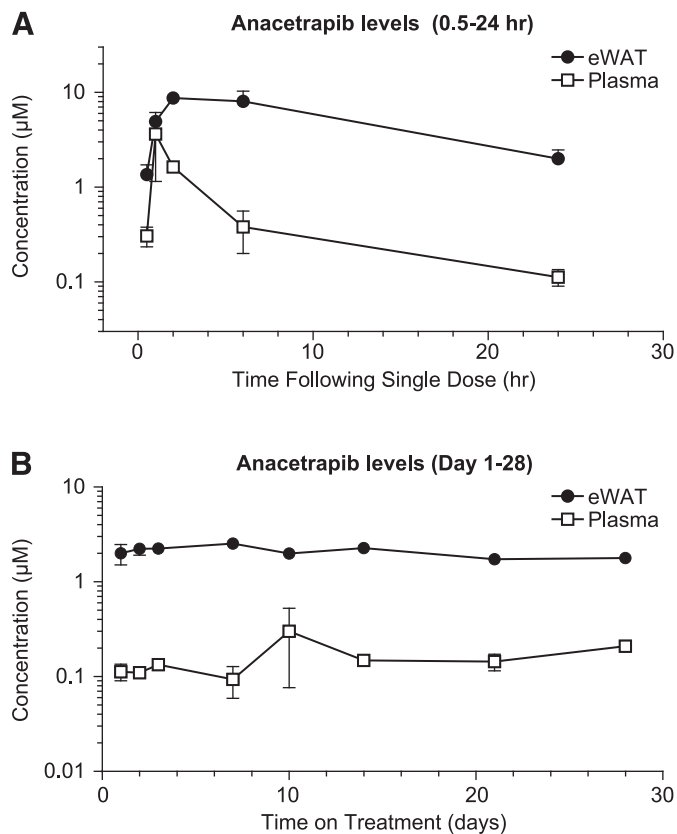 A
Anacetrapib levels (0.5-24 hr)
eWAT
Plasma
Concentration (µM)
10
1
0.1
0
10
20
30
Time Following Single Dose (hr)
B
Anacetrapib levels (Day 1-28)
eWAT
Plasma
Concentration (µM)
10
1
0.1
0.01
0
10
20
30
Time on Treatment (days)